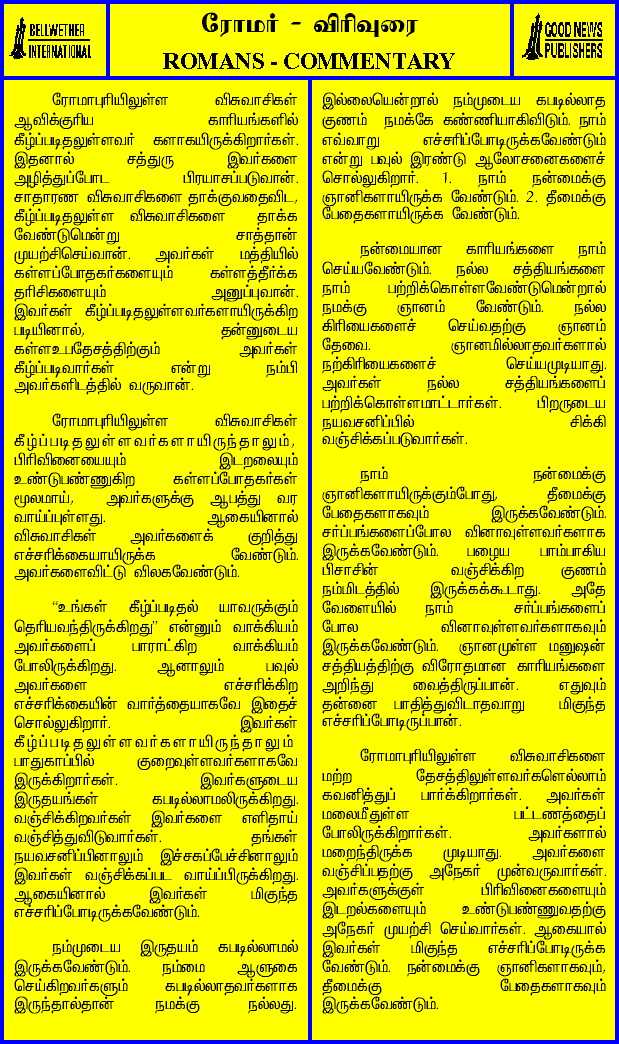 BELLWETHER
INTERNATIONAL
ரோமர் - விரிவுரை
ROMANS - COMMENTARY
GOOD NEWS
PUBLISHERS
ரோமாபுரியிலுள்ள விசுவாசிகள்
ஆவிக்குரிய காரியங்களில்
கீழ்ப்படிதலுள்ளவர் களாகயிருக்கிறார்கள்.
இதனால் சத்துரு இவர்களை
அழித்துப்போட பிரயாசப்படுவான்.
சாதாரண விசுவாசிகளை தாக்குவதைவிட,
கீழ்ப்படிதலுள்ள விசுவாசிகளை தாக்க
வேண்டுமென்று சாத்தான்
முயற்சிசெய்வான். அவர்கள் மத்தியில்
கள்ளப்போதகர்களையும் கள்ளத்தீர்க்க
தரிசிகளையும் அனுப்புவான்.
இவர்கள் கீழ்ப்படிதலுள்ளவர்களாயிருக்கிற
படியினால், தன்னுடைய
கள்ளஉபதேசத்திற்கும் அவர்கள்
கீழ்ப்படிவார்கள் என்று நம்பி
அவர்களிடத்தில் வருவான்.
ரோமாபுரியிலுள்ள விசுவாசிகள்
கீழ்ப்படிதலுள்ளவர்களாயிருந்தாலும்,
பிரிவினையையும் இடறலையும்
உண்டுபண்ணுகிற கள்ளப்போதகர்கள்
மூலமாய், அவர்களுக்கு ஆபத்து வர
வாய்ப்புள்ளது. ஆகையினால்
விசுவாசிகள் அவர்களைக் குறித்து
எச்சரிக்கையாயிருக்க வேண்டும்.
அவர்களைவிட்டு விலகவேண்டும்.
“உங்கள் கீழ்ப்படிதல் யாவருக்கும்
தெரியவந்திருக்கிறது” என்னும் வாக்கியம்
அவர்களைப் பாராட்கிற வாக்கியம்
போலிருக்கிறது. ஆனாலும் பவுல்
அவர்களை எச்சரிக்கிற
எச்சரிக்கையின் வார்த்தையாகவே இதைச்
சொல்லுகிறார். இவர்கள்
கீழ்ப்படிதலுள்ளவர்களாயிருந்தாலும்
பாதுகாப்பில் குறைவுள்ளவர்களாகவே
இருக்கிறார்கள். இவர்களுடைய
இருதயங்கள் கபடில்லாமலிருக்கிறது.
வஞ்சிக்கிறவர்கள் இவர்களை எளிதாய்
வஞ்சித்துவிடுவார்கள். தங்கள்
நயவசனிப்பினாலும் இச்சகப்பேச்சினாலும்
இவர்கள் வஞ்சிக்கப்பட வாய்ப்பிருக்கிறது.
ஆகையினால் இவர்கள் மிகுந்த
எச்சரிப்போடிருக்கவேண்டும்.
நம்முடைய இருதயம் கபடில்லாமல்
இருக்கவேண்டும். நம்மை ஆளுகை
செய்கிறவர்களும் கபடில்லாதவர்களாக
இருந்தால்தான் நமக்கு நல்லது.
இல்லையென்றால் நம்முடைய கபடில்லாத
குணம் நமக்கே கண்ணியாகிவிடும். நாம்
எவ்வாறு எச்சரிப்போடிருக்கவேண்டும்
என்று பவுல் இரண்டு ஆலோசனைகளைச்
சொல்லுகிறார். 1. நாம் நன்மைக்கு
ஞானிகளாயிருக்க வேண்டும். 2. தீமைக்கு
பேதைகளாயிருக்க வேண்டும்.
நன்மையான காரியங்களை நாம்
செய்யவேண்டும். நல்ல சத்தியங்களை
நாம் பற்றிக்கொள்ளவேண்டுமென்றால்
நமக்கு ஞானம் வேண்டும். நல்ல
கிரியைகளைச் செய்வதற்கு ஞானம்
தேவை. ஞானமில்லாதவர்களால்
நற்கிரியைகளைச் செய்யமுடியாது.
அவர்கள் நல்ல சத்தியங்களைப்
பற்றிக்கொள்ளமாட்டார்கள். பிறருடைய
நயவசனிப்பில் சிக்கி
வஞ்சிக்கப்படுவார்கள்.
நாம் நன்மைக்கு
ஞானிகளாயிருக்கும்போது, தீமைக்கு
பேதைகளாகவும் இருக்கவேண்டும்.
சர்ப்பங்களைப்போல வினாவுள்ளவர்களாக
இருக்கவேண்டும். பழைய பாம்பாகிய
பிசாசின் வஞ்சிக்கிற குணம்
நம்மிடத்தில் இருக்கக்கூடாது. அதே
வேளையில் நாம் சர்ப்பங்களைப்
போல வினாவுள்ளவர்களாகவும்
இருக்கவேண்டும். ஞானமுள்ள மனுஷன்
சத்தியத்திற்கு விரோதமான காரியங்களை
அறிந்து வைத்திருப்பான். எதுவும்
தன்னை பாதித்துவிடாதவாறு மிகுந்த
எச்சரிப்போடிருப்பான்.
ரோமாபுரியிலுள்ள விசுவாசிகளை
மற்ற தேசத்திலுள்ளவர்களெல்லாம்
கவனித்துப் பார்க்கிறார்கள். அவர்கள்
மலைமீதுள்ள பட்டணத்தைப்
போலிருக்கிறார்கள். அவர்களால்
மறைந்திருக்க முடியாது. அவர்களை
வஞ்சிப்பதற்கு அநேகர் முன்வருவார்கள்.
அவர்களுக்குள் பிரிவினைகளையும்
இடறல்களையும் உண்டுபண்ணுவதற்கு
அநேகர் முயற்சி செய்வார்கள். ஆகையால்
இவர்கள் மிகுந்த எச்சரிப்போடிருக்க
வேண்டும். நன்மைக்கு ஞானிகளாகவும்,
தீமைக்கு பேதைகளாகவும்
இருக்கவேண்டும்.